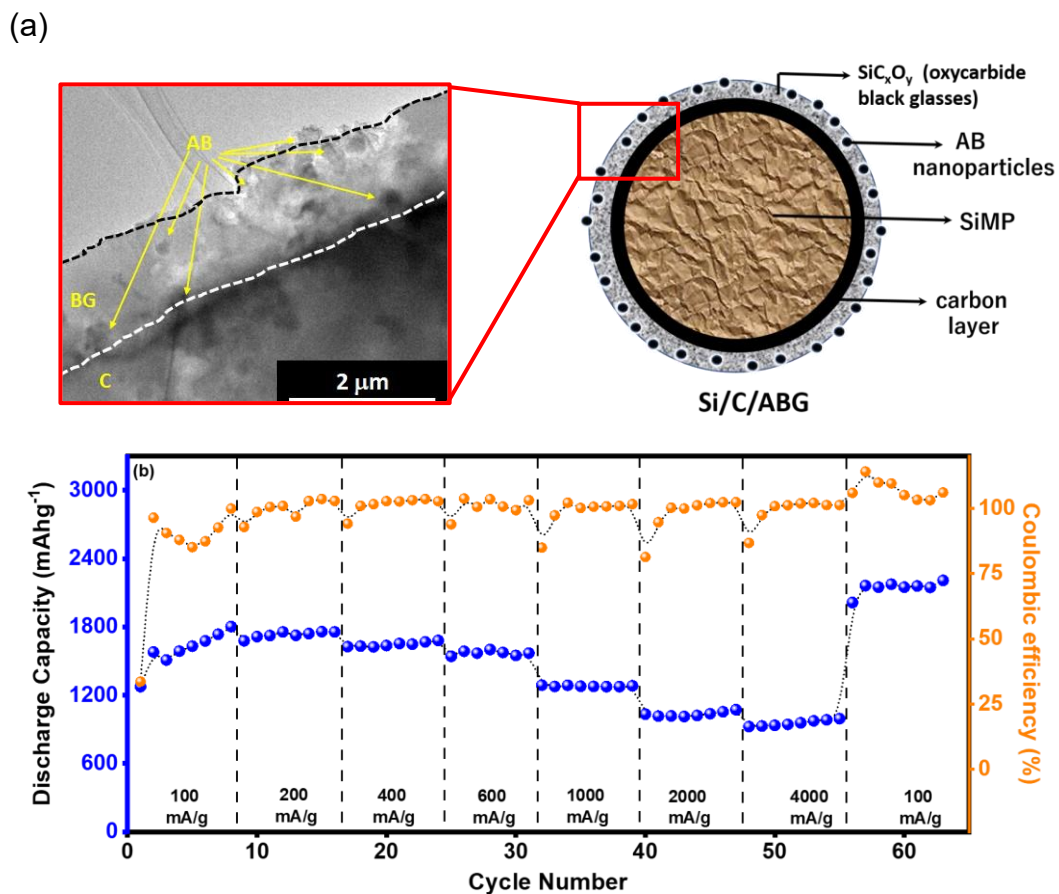 (a)
AB
BG
C
2 μm
SiCxOy (oxycarbide
black glasses)
AB
nanoparticles
SiMP
carbon
layer
Si/C/ABG
(b)
Discharge Capacity (mAhg⁻¹)
3000
2400
1800
1200
600
0
100
mA/g
200
mA/g
400
mA/g
600
mA/g
1000
mA/g
2000
mA/g
4000
mA/g
100
mA/g
100
75
50
25
0
Coulombic efficiency (%)
0
10
20
30
40
50
60
Cycle Number